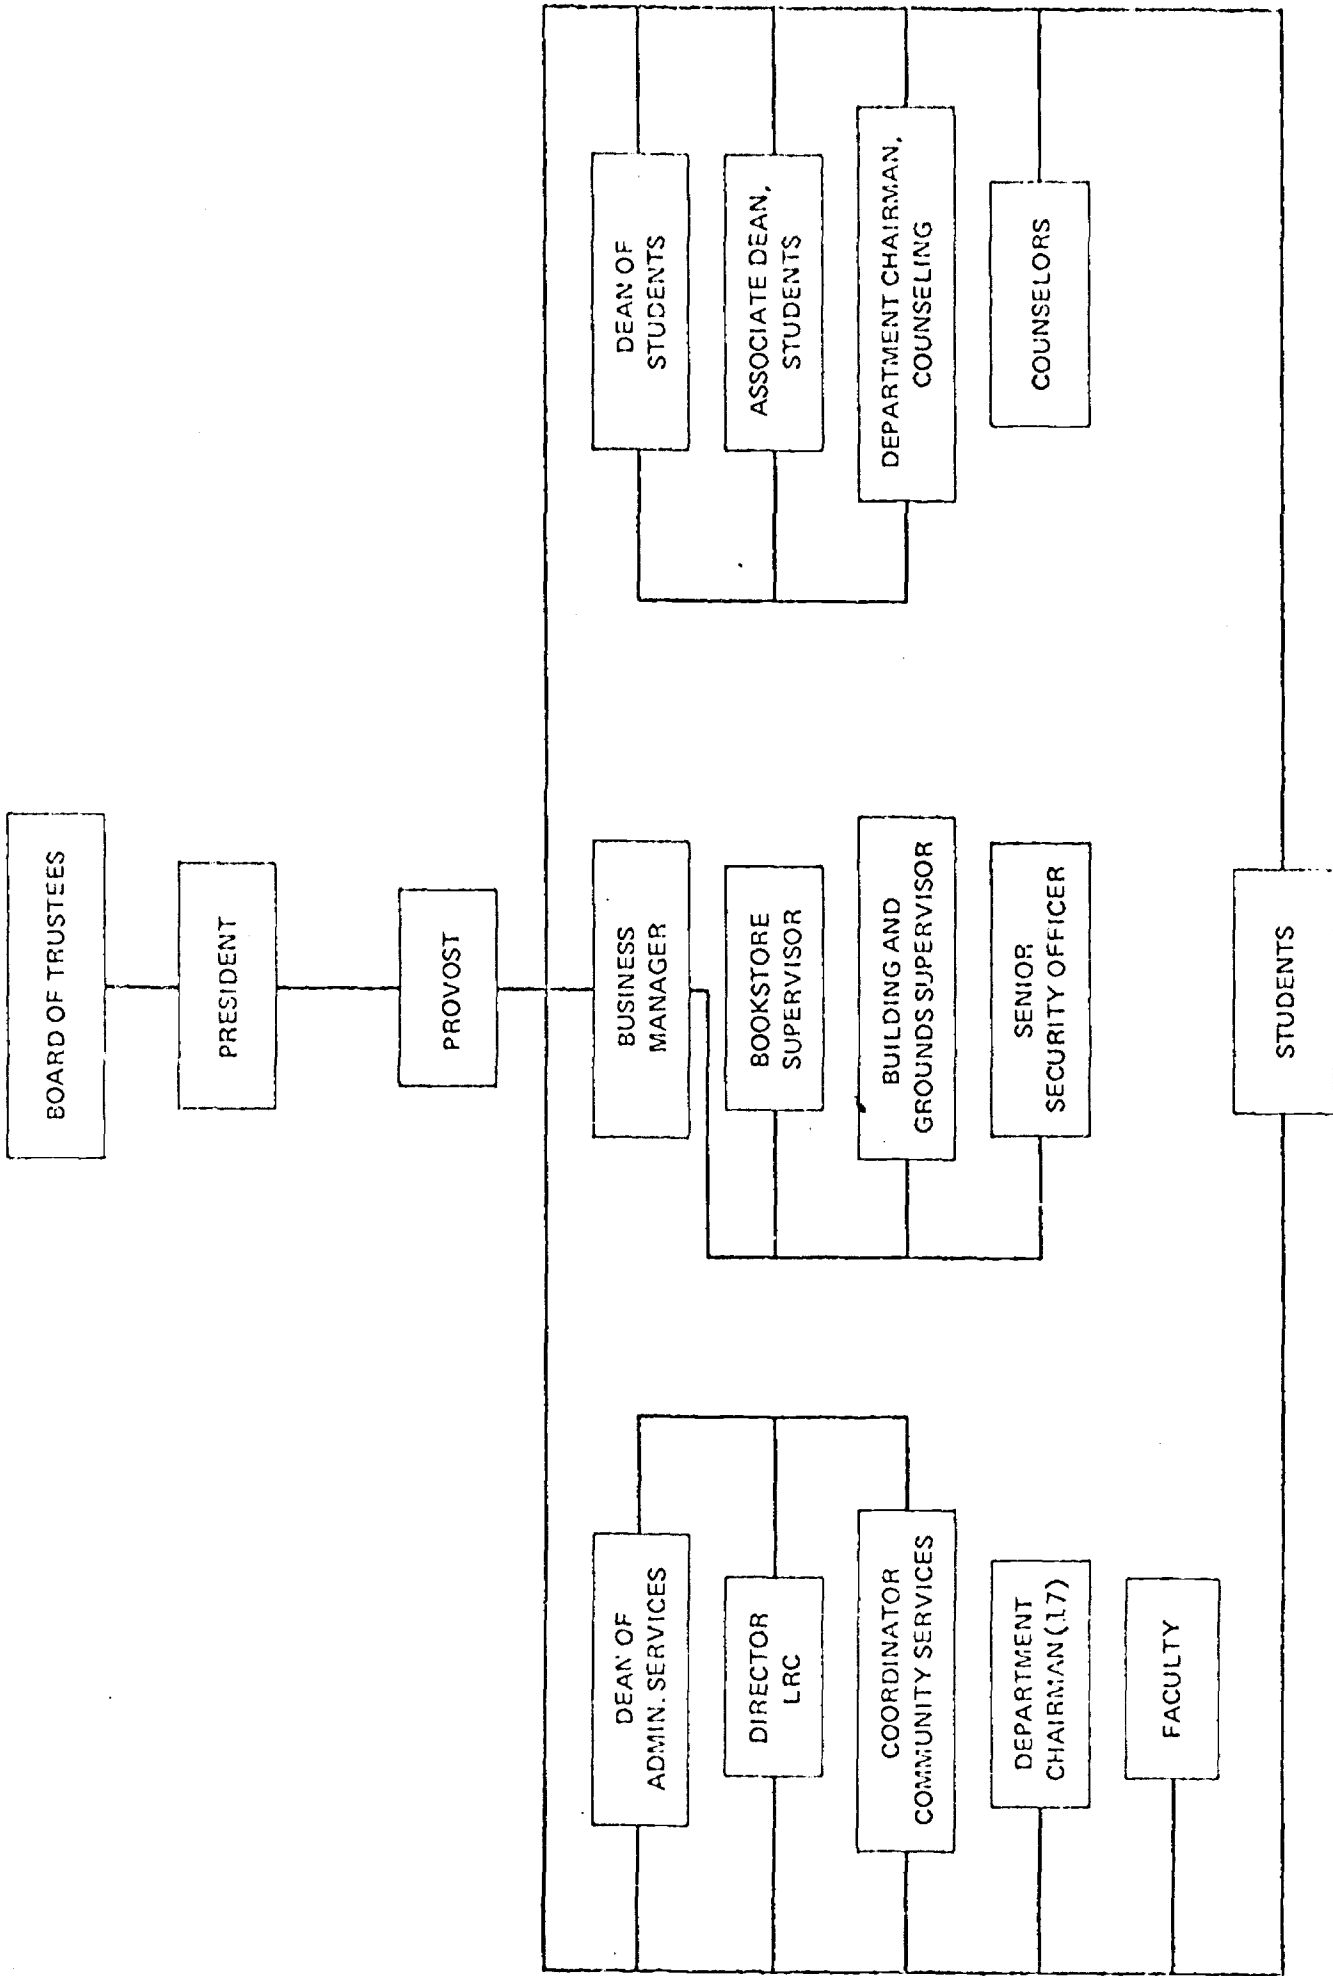 BOARD OF TRUSTEES
PRESIDENT
PROVOST
DEAN OF
ADMIN. SERVICES
DIRECTOR
LRC
COORDINATOR
COMMUNITY SERVICES
DEPARTMENT
CHAIRMAN (17)
FACULTY
BUSINESS
MANAGER
BOOKSTORE
SUPERVISOR
BUILDING AND
GROUNDS SUPERVISOR
SENIOR
SECURITY OFFICER
DEAN OF
STUDENTS
ASSOCIATE DEAN,
STUDENTS
DEPARTMENT CHAIRMAN,
COUNSELING
COUNSELORS
STUDENTS